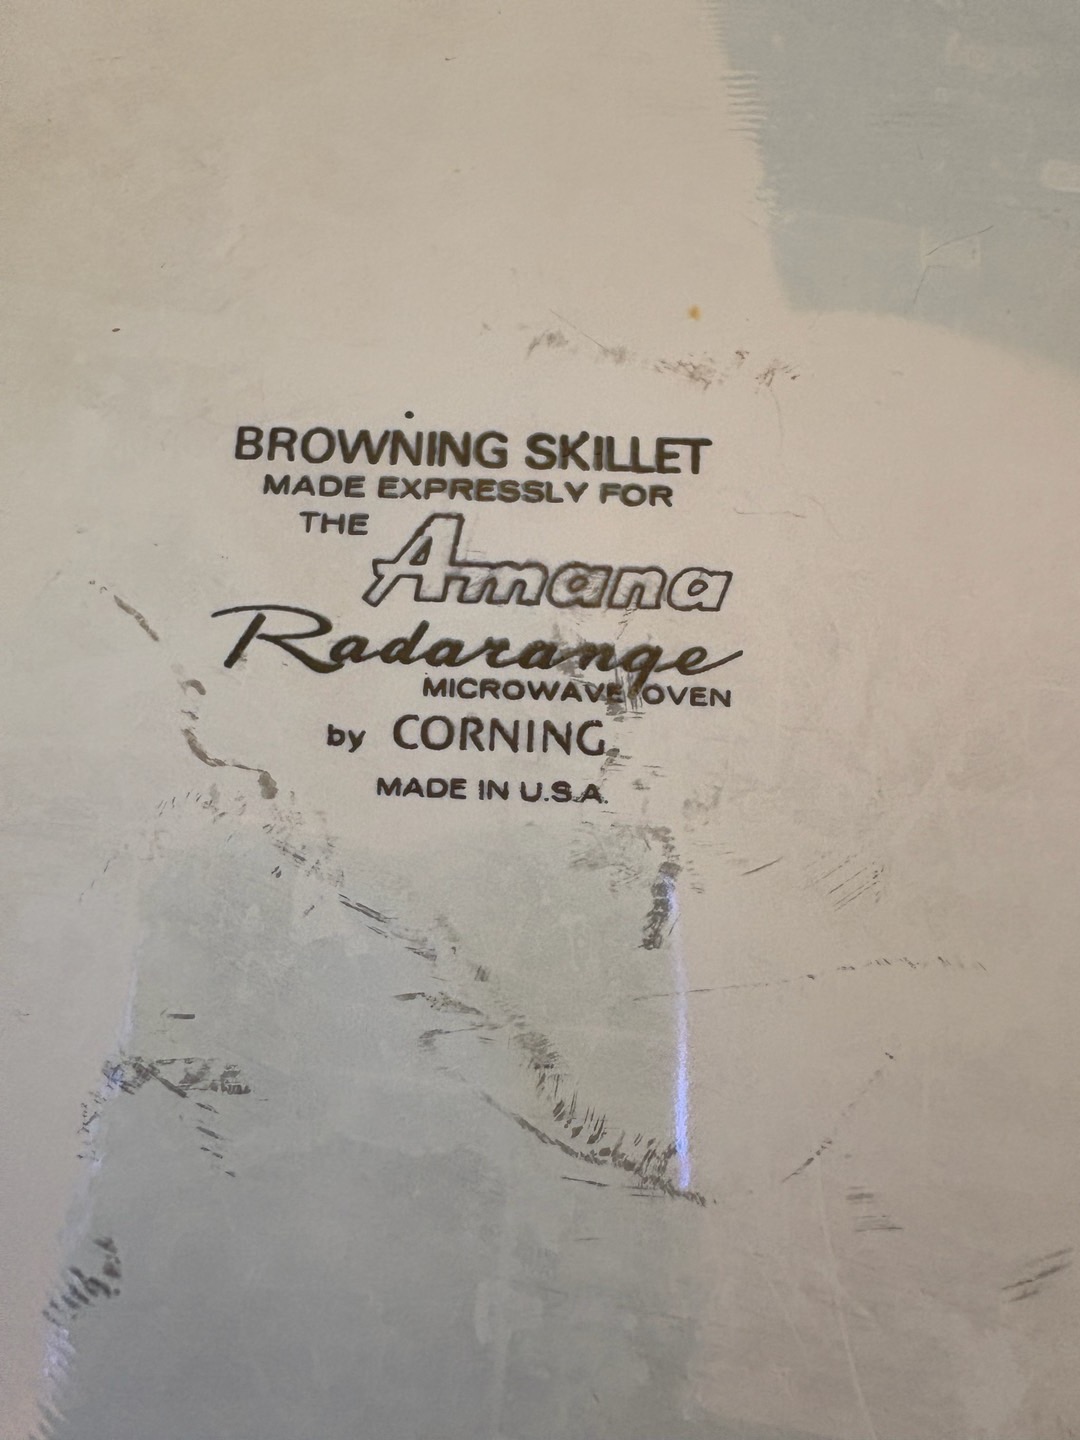 BROWNING SKILLET
MADE EXPRESSLY FOR
THE Amana
Radarange
MICROWAVE OVEN
by CORNING
MADE IN U.S.A.